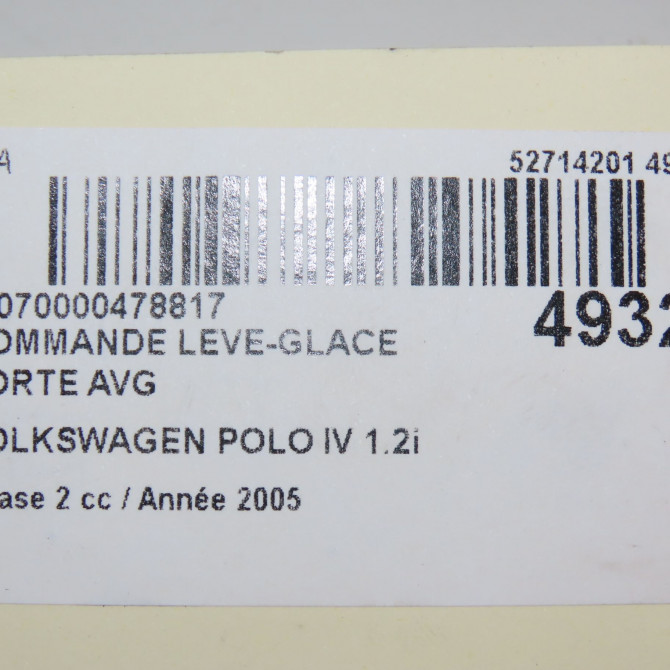 A
52714201 49
070000478817
4932
OMMANDE LEVE-GLACE
ORTE AVG
OLKSWAGEN POLO IV 1.2i
ase 2 cc / Année 2005